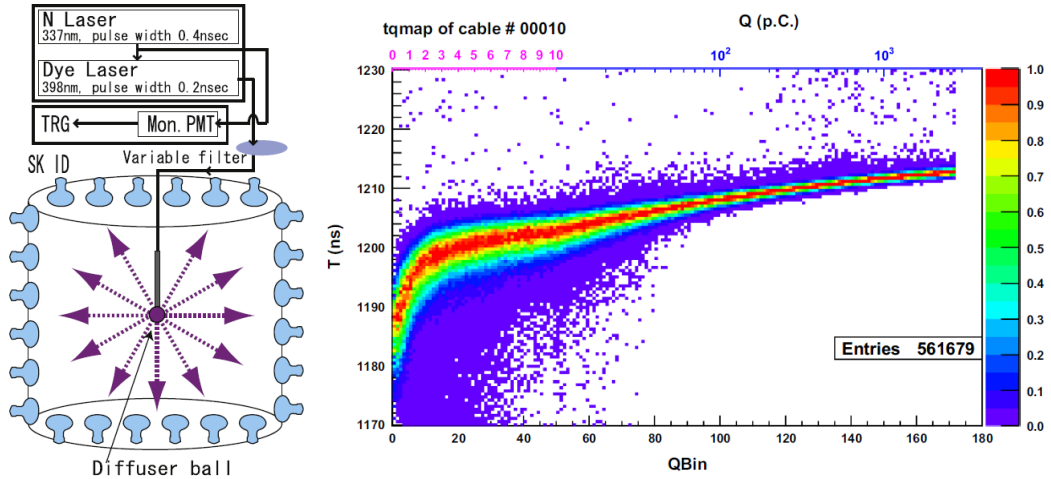 N Laser
337nm, pulse width 0.4nsec
Dye Laser
398nm, pulse width 0.2nsec
TRG
Mon. PMT
Variable filter
SK ID
Diffuser ball
tqmap of cable # 00010
Q (p.C.)
0 1 2 3 4 5 6 7 8 9 10
10²
10³
1230
1220
1210
1200
1190
1180
1170
T (ns)
0 20 40 60 80 100 120 140 160 180
QBin
Entries 561679
1.0
0.9
0.8
0.7
0.6
0.5
0.4
0.3
0.2
0.1
0.0